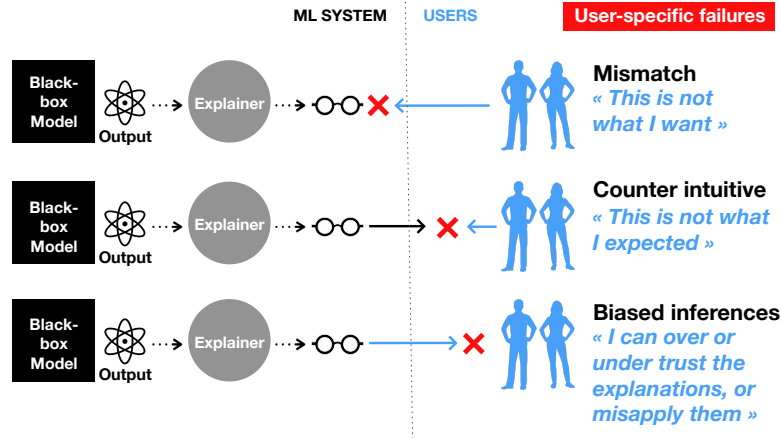 ML SYSTEM
USERS
User-specific failures
Black-
box
Model
Output
Explainer
Mismatch
« This is not
what I want »
Black-
box
Model
Output
Explainer
Counter intuitive
« This is not what
I expected »
Black-
box
Model
Output
Explainer
Biased inferences
« I can over or
under trust the
explanations, or
misapply them »